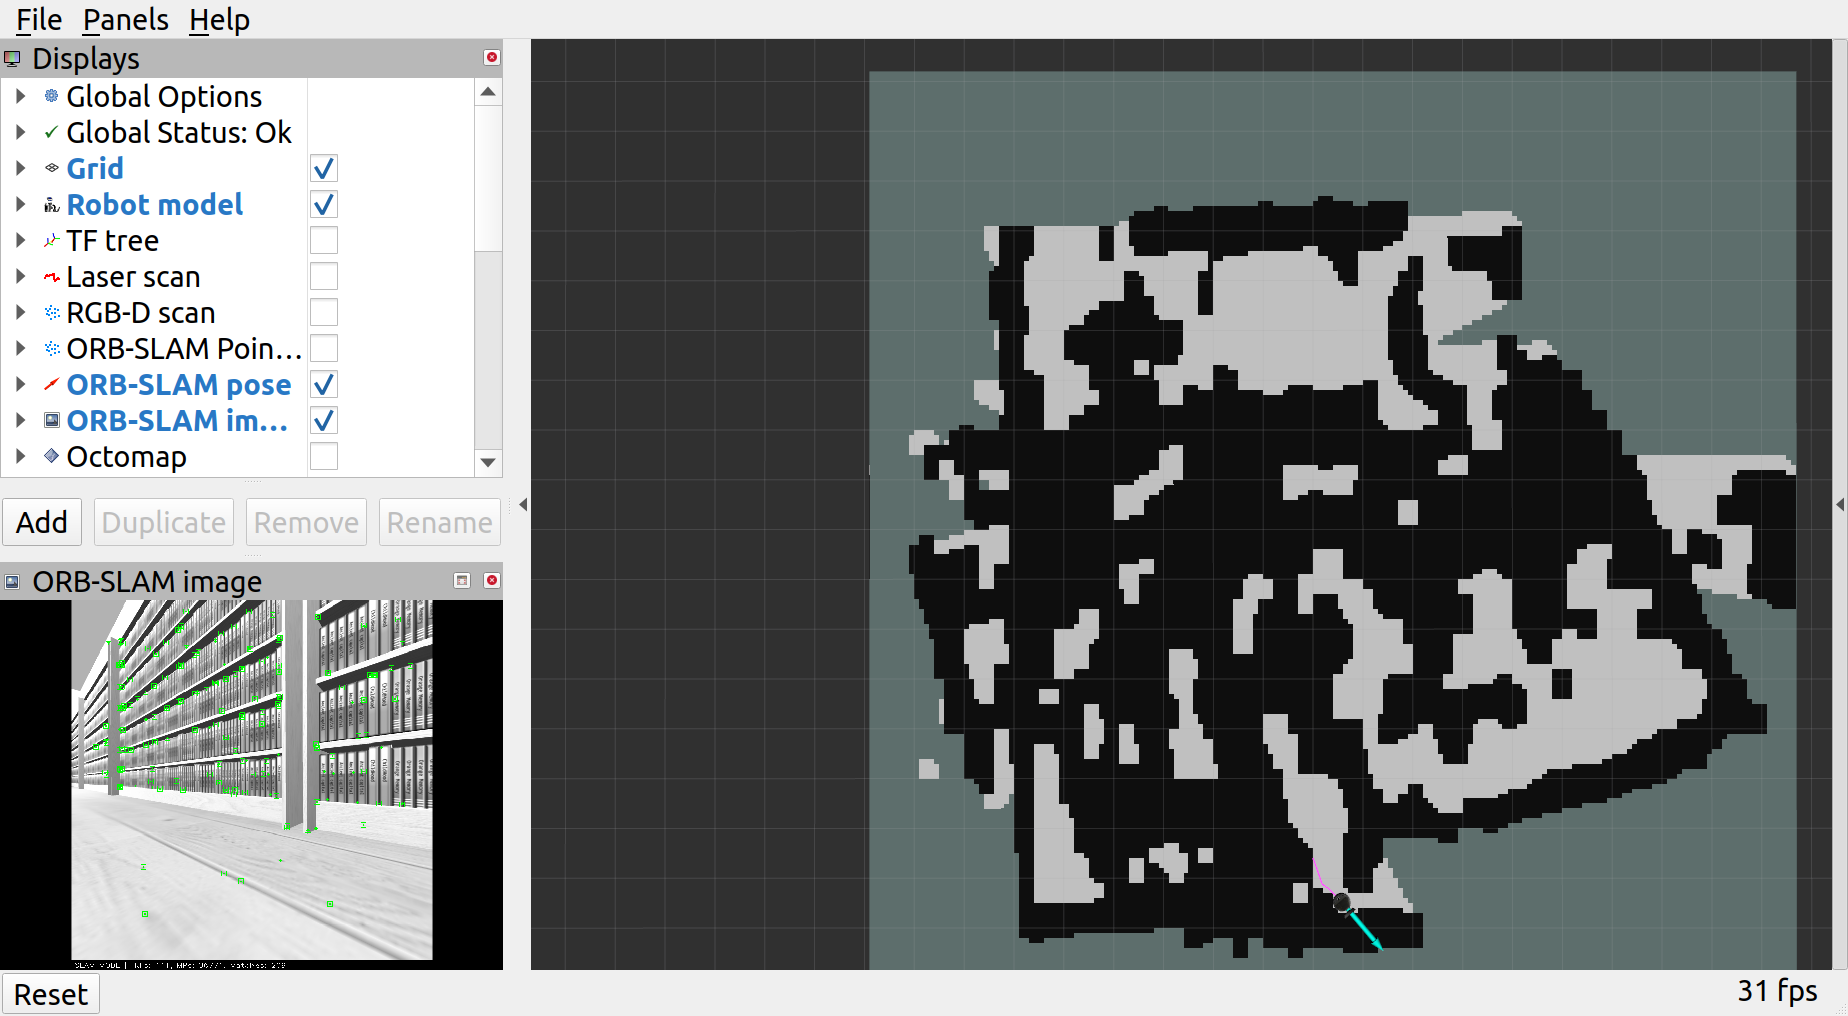 File Panels Help
Displays
Global Options
Global Status: Ok
Grid
Robot model
TF tree
Laser scan
RGB-D scan
ORB-SLAM Poin...
ORB-SLAM pose
ORB-SLAM im...
Octomap
Add Duplicate Remove Rename
ORB-SLAM image
SLAM MODE |
Reset
31 fps